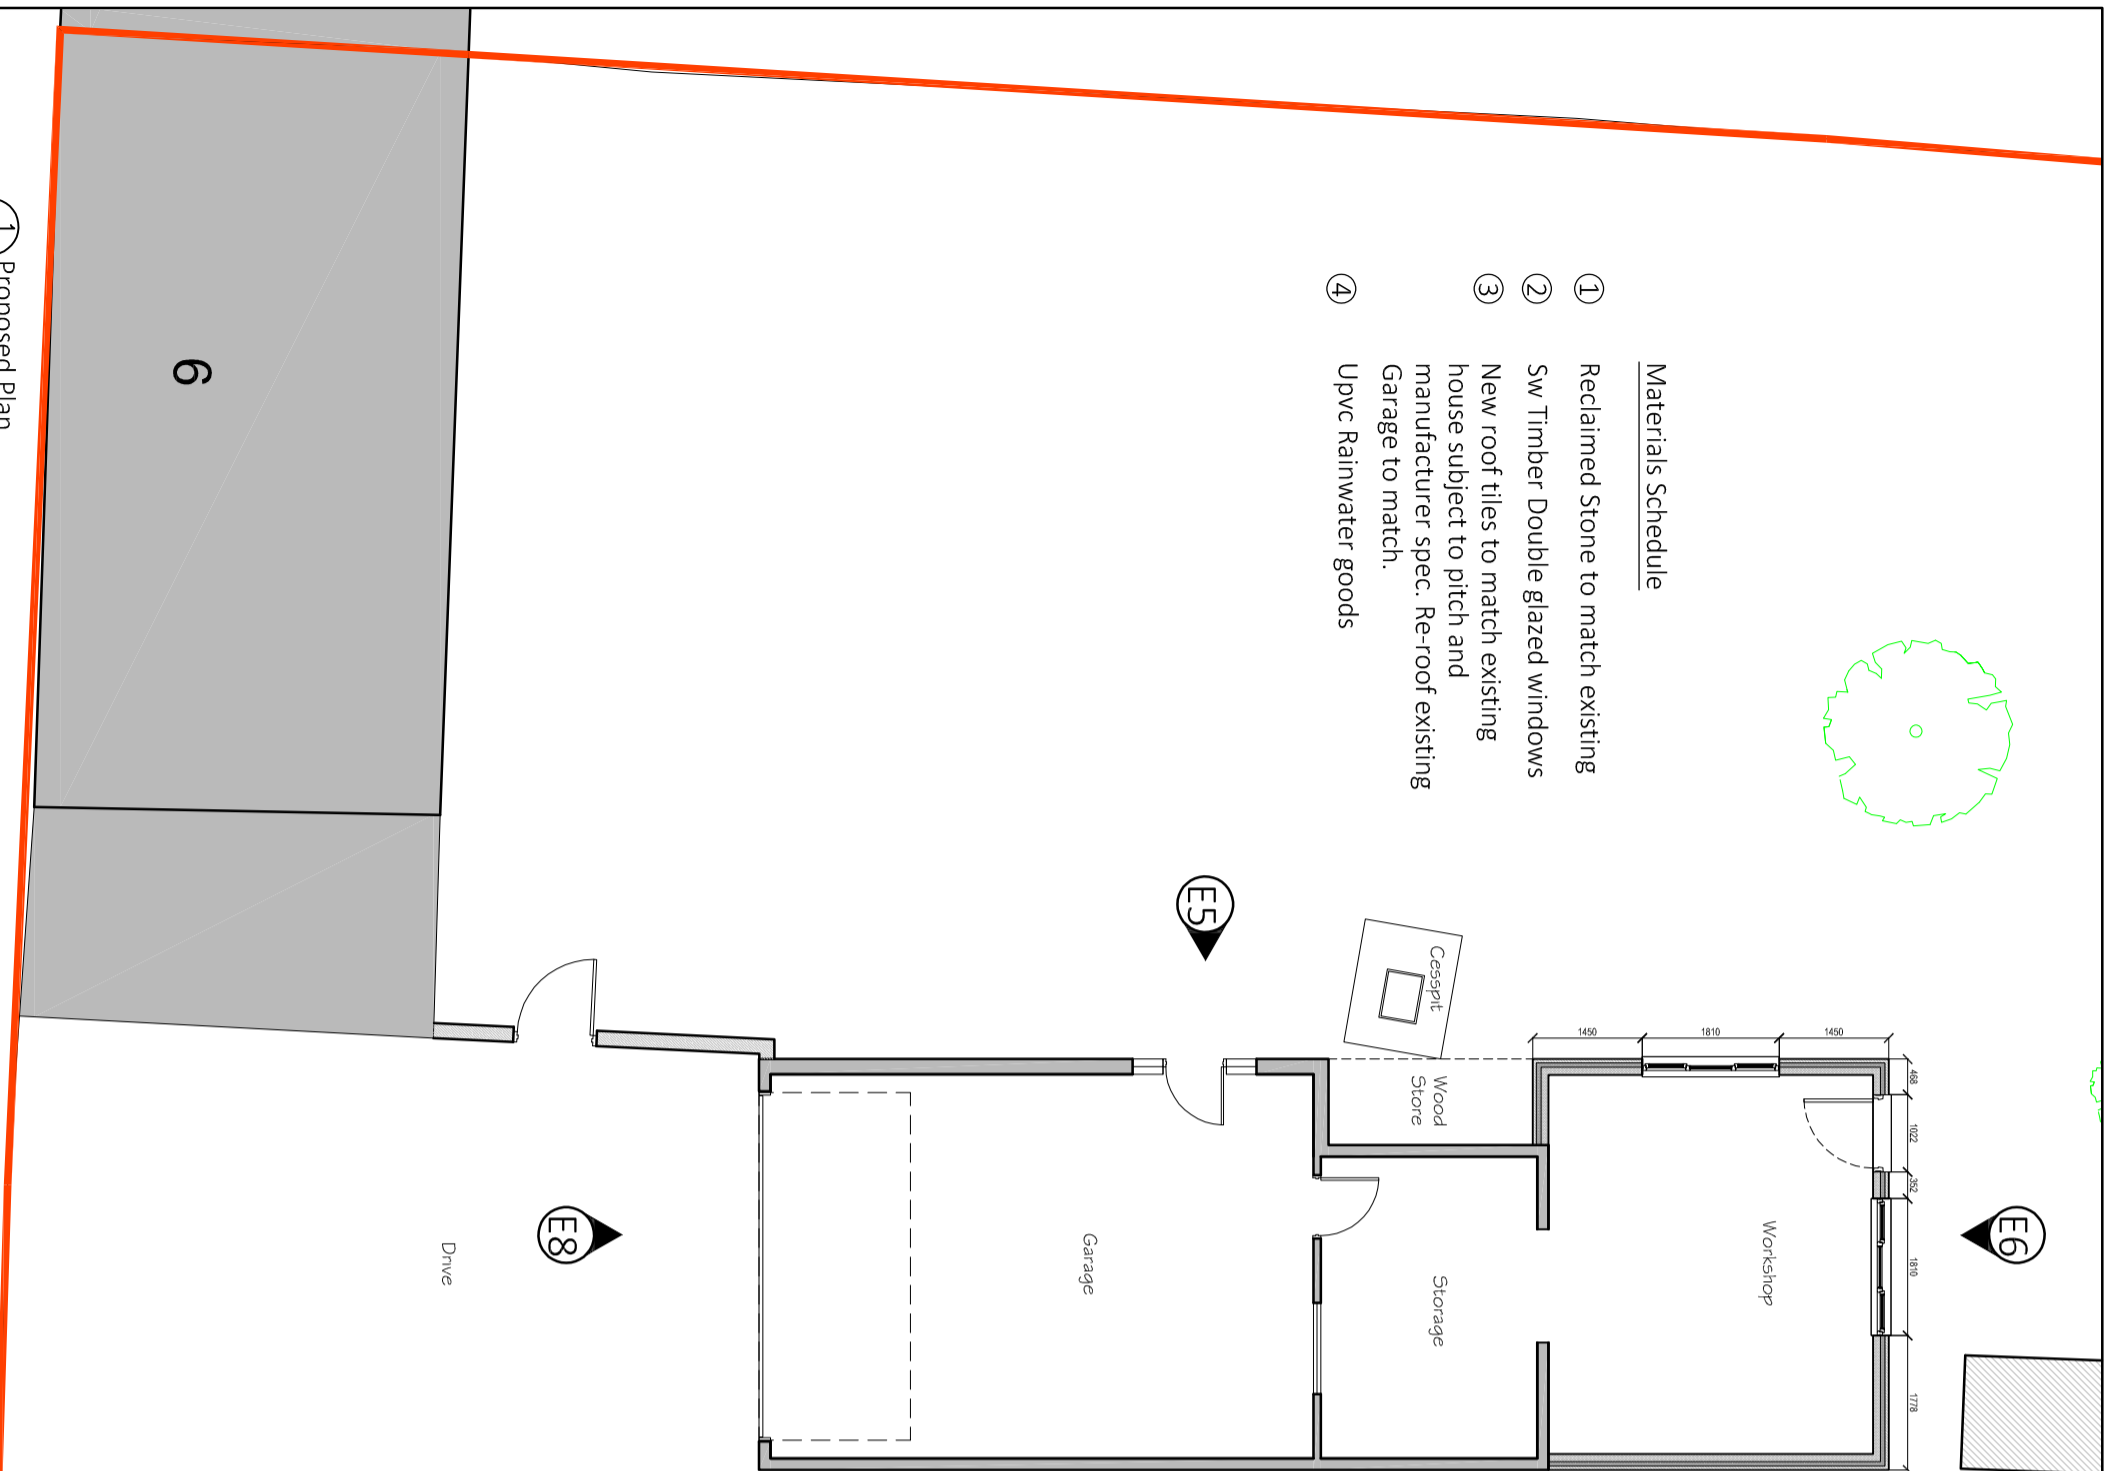 Materials Schedule
① Reclaimed Stone to match existing
② Sw Timber Double glazed windows
③ New roof tiles to match existing
house subject to pitch and
manufacturer spec. Re-roof existing
Garage to match.
④ Upvc Rainwater goods
E6
468
1022
352
1810
1778
1450
1810
1450
Workshop
Cesspit
Wood
Store
Storage
E5
Garage
E8
Drive
6
1 Proposed Plan